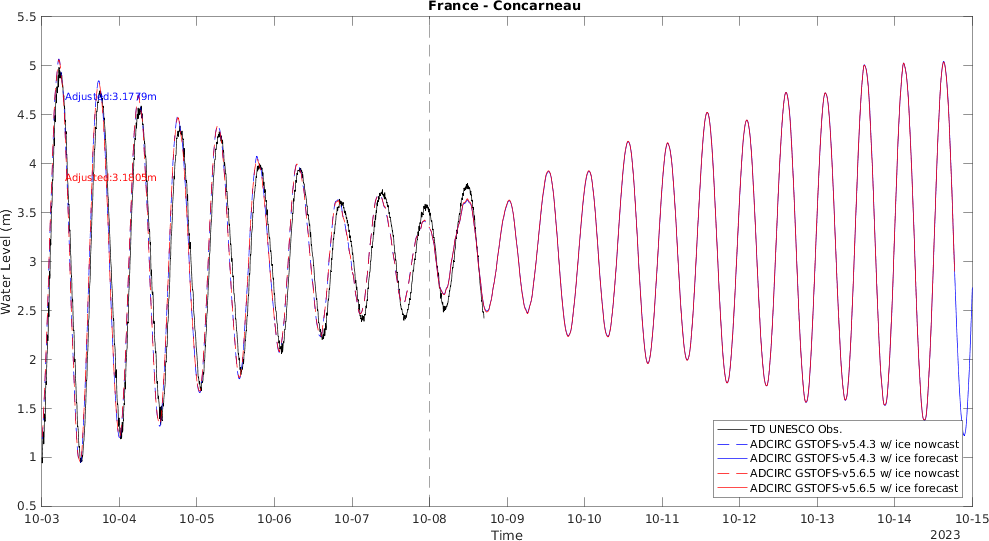 France - Concarneau
5.5
5
4.5
4
3.5
3
2.5
2
1.5
1
0.5
Water Level (m)
Adjusted:3.1779m
Adjusted:3.1805m
TD UNESCO Obs.
ADCIRC GSTOFS-v5.4.3 w/ ice nowcast
ADCIRC GSTOFS-v5.4.3 w/ ice forecast
ADCIRC GSTOFS-v5.6.5 w/ ice nowcast
ADCIRC GSTOFS-v5.6.5 w/ ice forecast
10-03 10-04 10-05 10-06 10-07 10-08 10-09 10-10 10-11 10-12 10-13 10-14 10-15
Time
2023